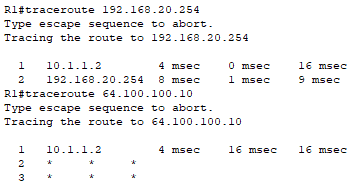 R1#traceroute 192.168.20.254
Type escape sequence to abort.
Tracing the route to 192.168.20.254
1 10.1.1.2 4 msec 0 msec 16 msec
2 192.168.20.254 8 msec 1 msec 9 msec
R1#traceroute 64.100.100.10
Type escape sequence to abort.
Tracing the route to 64.100.100.10
1 10.1.1.2 4 msec 16 msec 16 msec
2 * * *
3 * * *